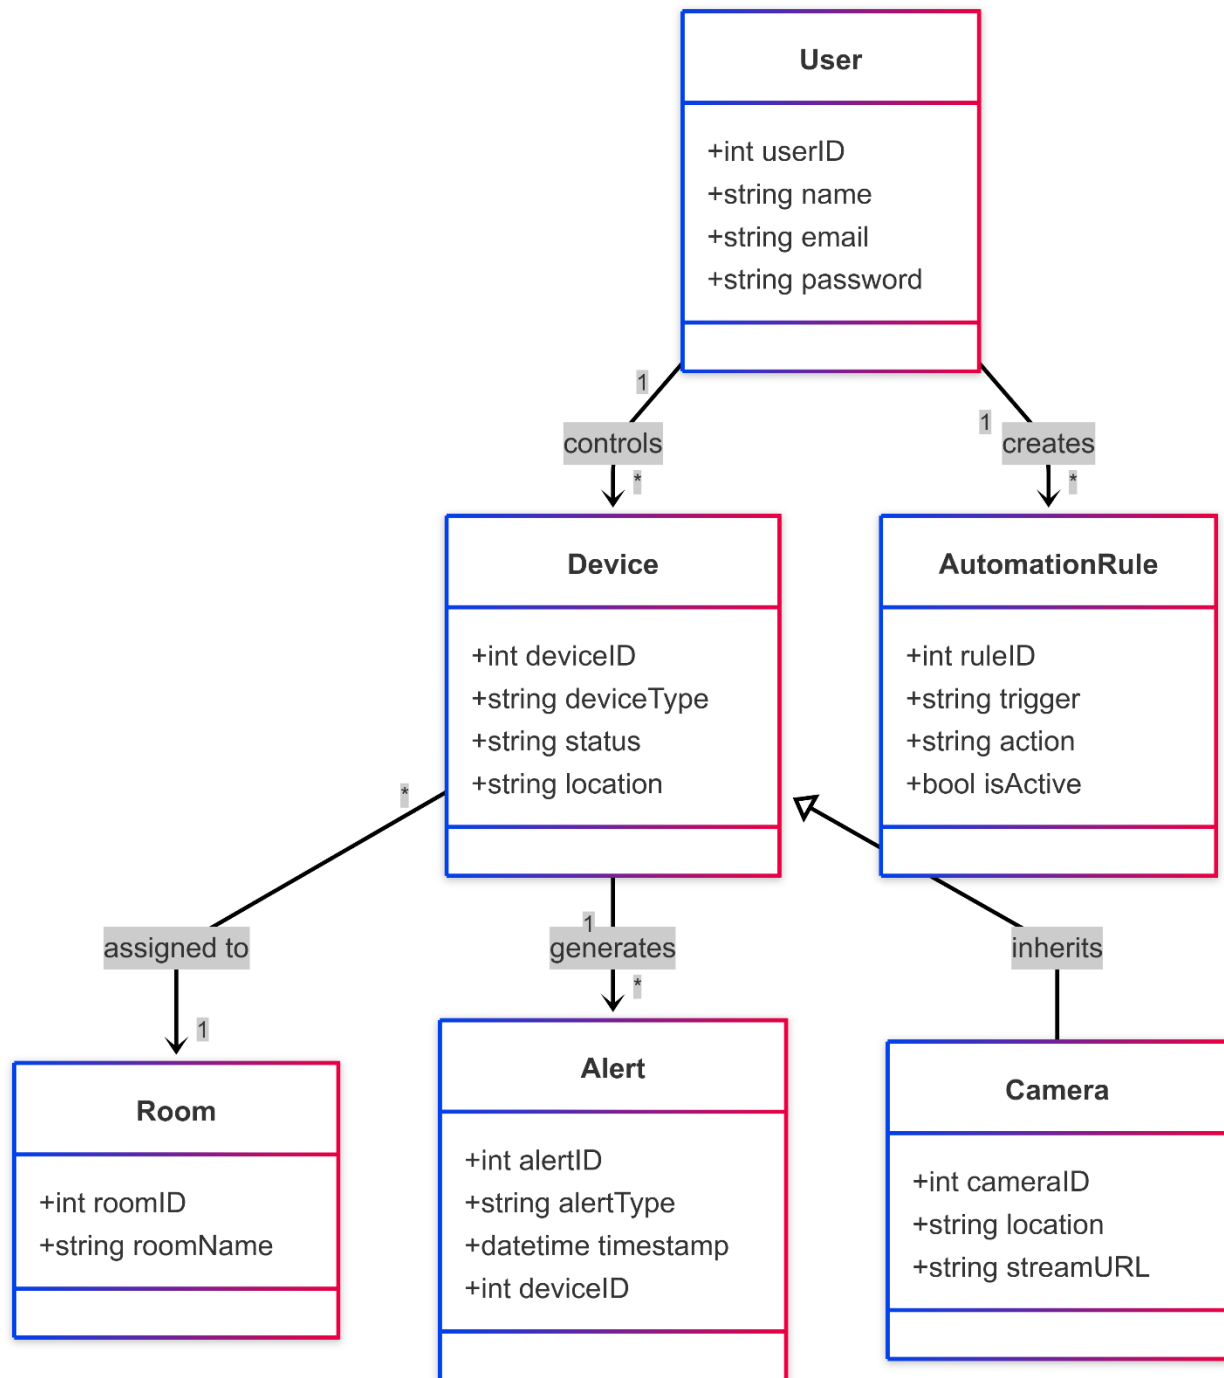 User
+int userID
+string name
+string email
+string password
1
controls
*
1
creates
*
Device
+int deviceID
+string deviceType
+string status
+string location
AutomationRule
+int ruleID
+string trigger
+string action
+bool isActive
*
assigned to
1
1
generates
*
inherits
Room
+int roomID
+string roomName
Alert
+int alertID
+string alertType
+datetime timestamp
+int deviceID
Camera
+int cameraID
+string location
+string streamURL